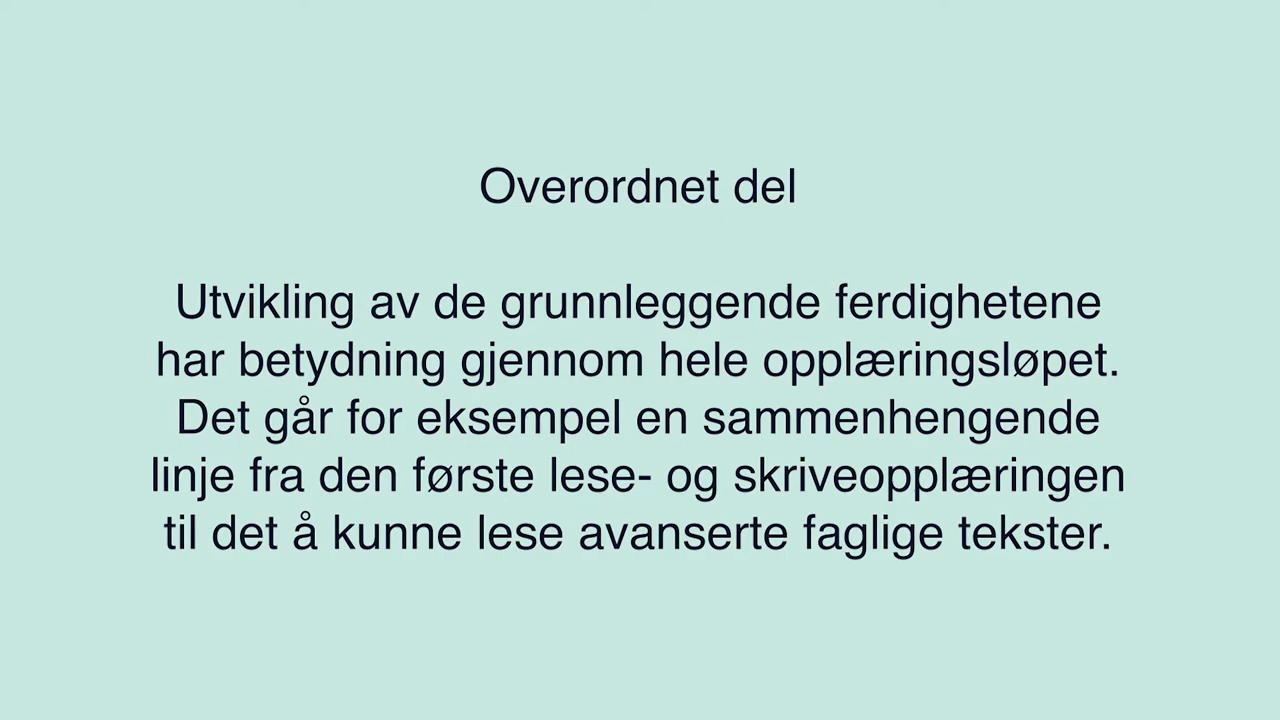 Overordnet del
Utvikling av de grunnleggende ferdighetene
har betydning gjennom hele opplæringsløpet.
Det går for eksempel en sammenhengende
linje fra den første lese- og skriveopplæringen
til det å kunne lese avanserte faglige tekster.